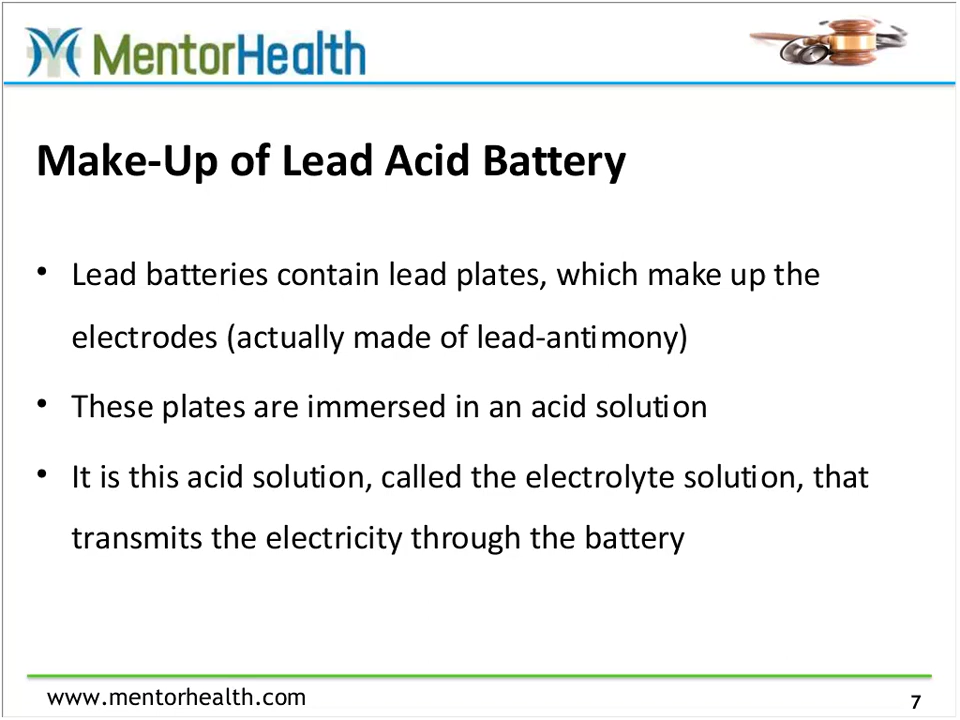 MentorHealth
Make-Up of Lead Acid Battery
• Lead batteries contain lead plates, which make up the
electrodes (actually made of lead-antimony)
• These plates are immersed in an acid solution
• It is this acid solution, called the electrolyte solution, that
transmits the electricity through the battery
www.mentorhealth.com
7